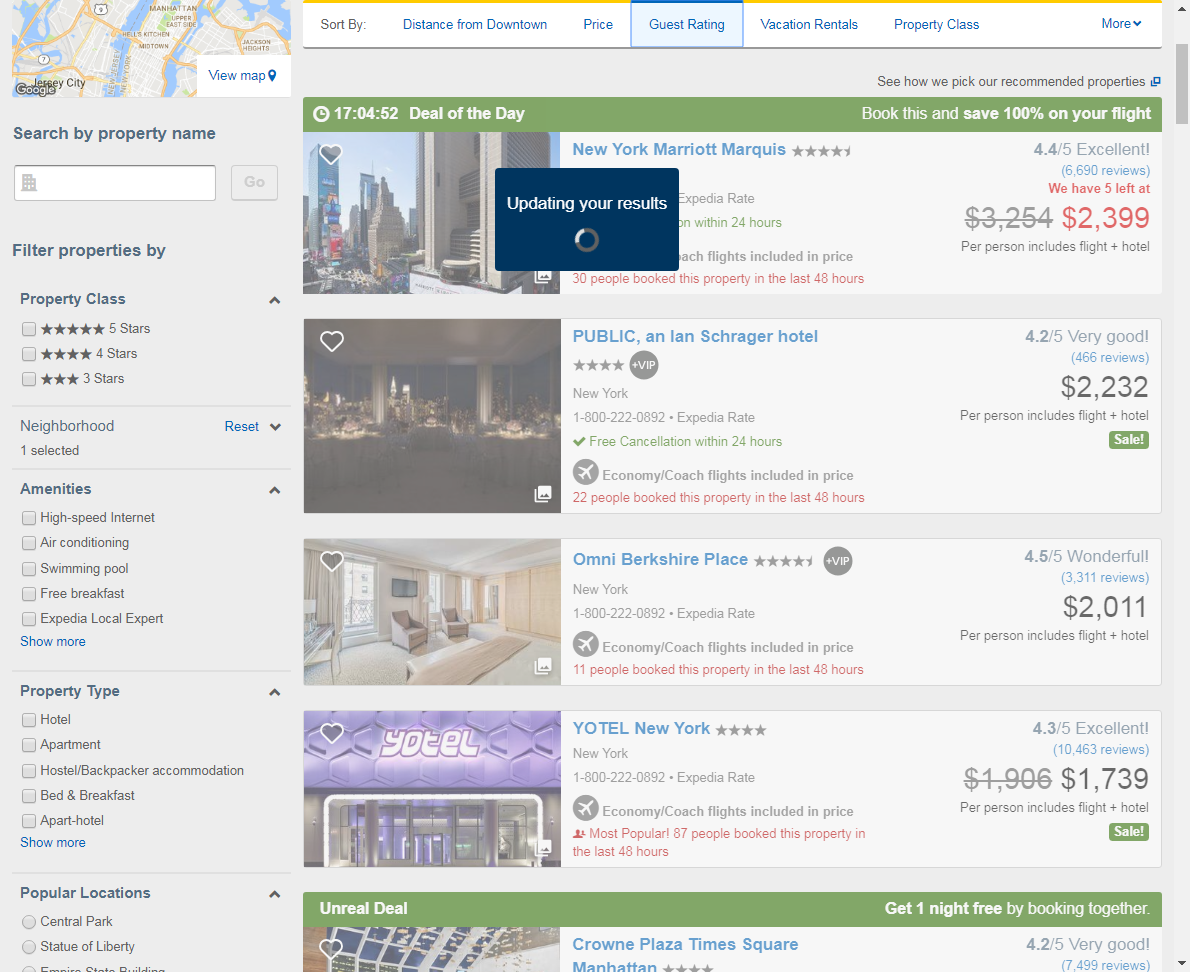 MANHATTAN
9
UPPER
EAST SIDE
HELL'S KITCHEN
MIDTOWN
JACKSON
HEIGHTS
7
NEW JERSEY
NEW YORK
Jersey City
Google
View map
Search by property name
Go
Filter properties by
Property Class
5 Stars
4 Stars
3 Stars
Neighborhood Reset
1 selected
Amenities
High-speed Internet
Air conditioning
Swimming pool
Free breakfast
Expedia Local Expert
Show more
Property Type
Hotel
Apartment
Hostel/Backpacker accommodation
Bed & Breakfast
Apart-hotel
Show more
Popular Locations
Central Park
Statue of Liberty
Empire State Building
Sort By: Distance from Downtown Price Guest Rating Vacation Rentals Property Class More
See how we pick our recommended properties
17:04:52 Deal of the Day Book this and save 100% on your flight
New York Marriott Marquis 4.4/5 Excellent!
(6,690 reviews)
We have 5 left at
Updating your results
Expedia Rate
$3,254 $2,399
on within 24 hours
Per person includes flight + hotel
oach flights included in price
30 people booked this property in the last 48 hours
PUBLIC, an Ian Schrager hotel 4.2/5 Very good!
+VIP (466 reviews)
New York $2,232
1-800-222-0892 • Expedia Rate Per person includes flight + hotel
Free Cancellation within 24 hours Sale!
Economy/Coach flights included in price
22 people booked this property in the last 48 hours
Omni Berkshire Place +VIP 4.5/5 Wonderful!
(3,311 reviews)
New York $2,011
1-800-222-0892 • Expedia Rate
Per person includes flight + hotel
Economy/Coach flights included in price
11 people booked this property in the last 48 hours
YOTEL
YOTEL New York 4.3/5 Excellent!
New York (10,463 reviews)
1-800-222-0892 • Expedia Rate $1,906 $1,739
Economy/Coach flights included in price Per person includes flight + hotel
Most Popular! 87 people booked this property in Sale!
the last 48 hours
Unreal Deal Get 1 night free by booking together.
Crowne Plaza Times Square 4.2/5 Very good!
Manhattan (7,499 reviews)